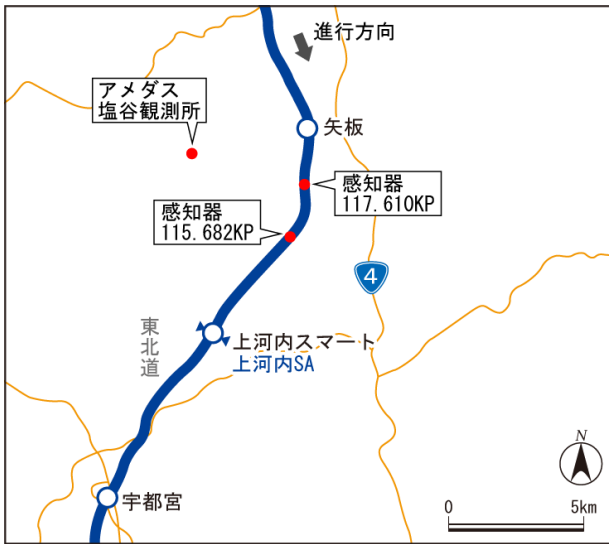 進行方向
アメダス
塩谷観測所
矢板
感知器
117.610KP
感知器
115.682KP
4
東北道
上河内スマート
上河内SA
N
宇都宮
0
5km